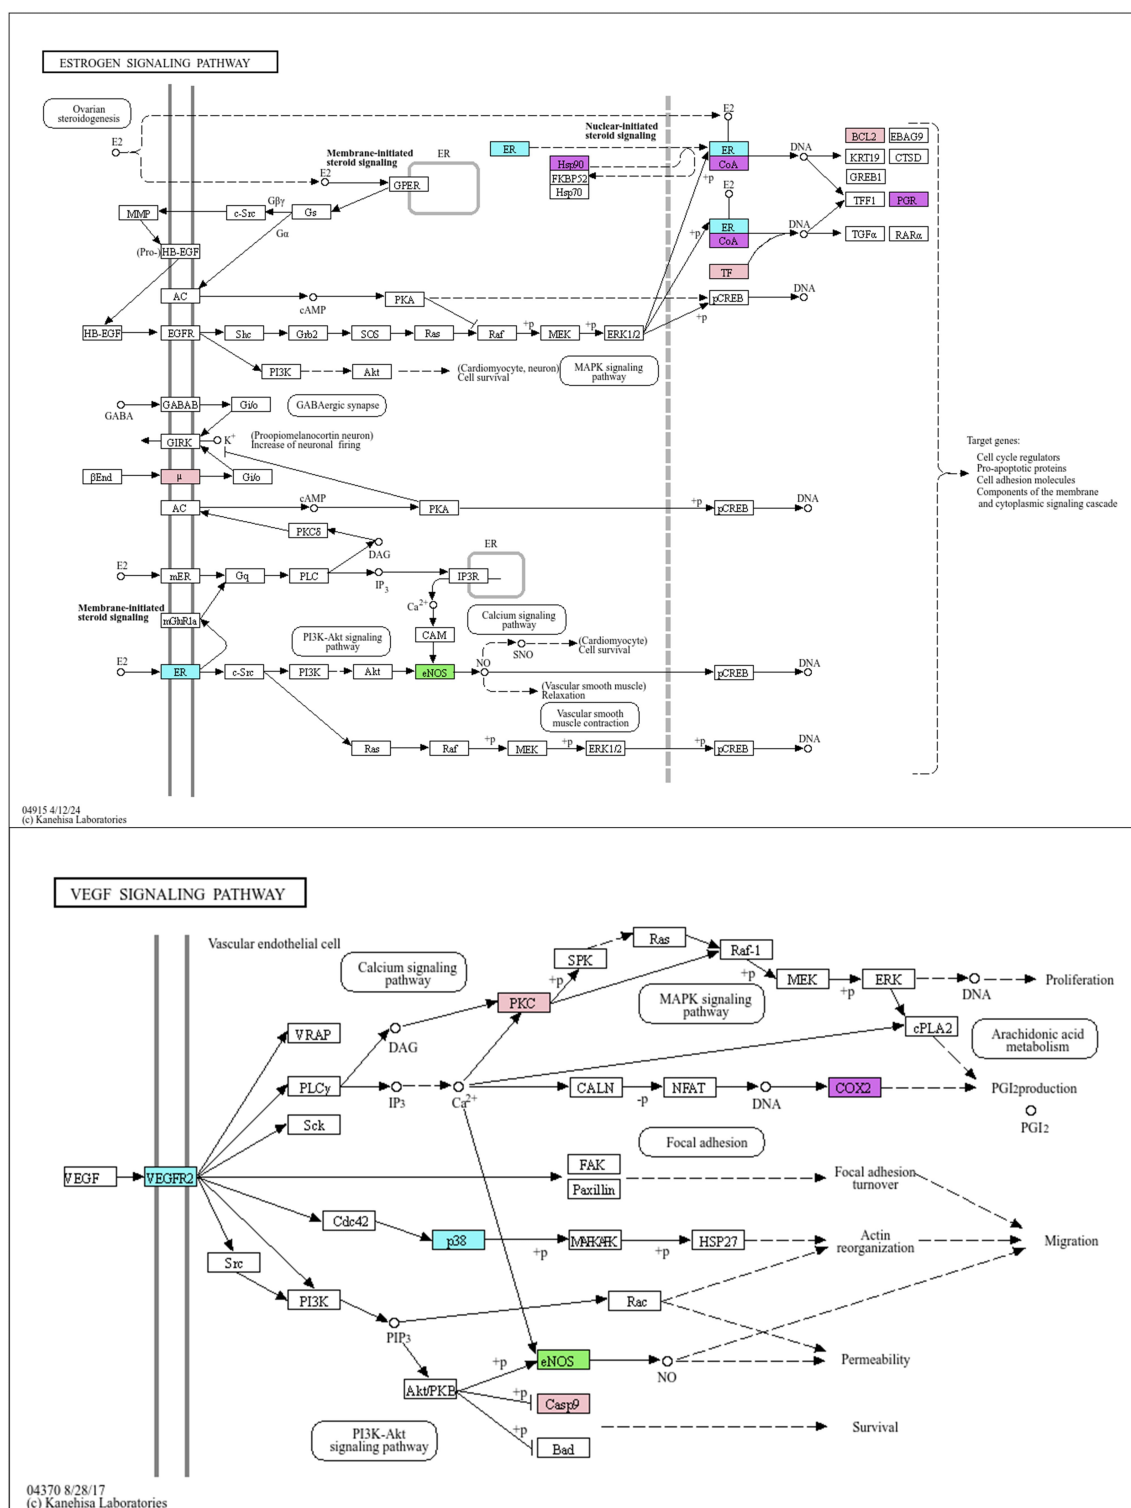 ESTROGEN SIGNALING PATHWAY
Ovarian
steroidogenesis
E2
E2
Nuclear-initiated
steroid signaling
ER
Hsp90
FKBP52
Hsp70
Membrane-initiated
steroid signaling
ER
E2
GPER
ER
CoA
DNA
BCL2
EBAG9
KRT19
CTSD
GREB1
+p
E2
TFF1
PGR
MMP
c-Src
Gβγ
Gs
Gα
ER
CoA
+p
DNA
TGFα
RARα
(Pro-)
HB-EGF
TF
AC
cAMP
PKA
pCREB
DNA
+p
HB-EGF
EGFR
Shc
Grb2
SOS
Ras
Raf
+p
MEK
+p
ERK1/2
PI3K
Akt
(Cardiomyocyte, neuron)
Cell survival
MAPK signaling
pathway
GABA
GABAB
Gi/o
GABAergic synapse
GIRK
K+
(Proopiomelanocortin neuron)
Increase of neuronal firing
βEnd
μ
Gi/o
Target genes:
Cell cycle regulators
Pro-apoptotic proteins
Cell adhesion molecules
Components of the membrane
and cytoplasmic signaling cascade
AC
cAMP
PKA
+p
pCREB
DNA
PKCδ
DAG
ER
E2
mER
Gq
PLC
IP3
IP3R
Ca2+
Membrane-initiated
steroid signaling
mGluR1a
CAM
Calcium signaling
pathway
PI3K-Akt signaling
pathway
SNO
(Cardiomyocyte)
Cell survival
E2
ER
c-Src
PI3K
Akt
eNOS
NO
pCREB
DNA
(Vascular smooth muscle)
Relaxation
Vascular smooth
muscle contraction
Ras
Raf
+p
MEK
+p
ERK1/2
+p
pCREB
DNA
04915 4/12/24
(c) Kanehisa Laboratories
VEGF SIGNALING PATHWAY
Vascular endothelial cell
Calcium signaling
pathway
SPK
Ras
Raf-1
+p
+p
MEK
+p
ERK
DNA
Proliferation
PKC
MAPK signaling
pathway
VRAP
DAG
cPLA2
Arachidonic acid
metabolism
PLCγ
IP3
Ca2+
CALN
-p
NFAT
DNA
COX2
PGI2production
PGI2
Sck
Focal adhesion
VEGF
VEGFR2
FAK
Paxillin
Focal adhesion
turnover
Cdc42
p38
+p
MAPKAPK
+p
HSP27
Actin
reorganization
Migration
Src
PI3K
PIP3
Rac
+p
eNOS
NO
Permeability
Akt/PKB
+p
Casp9
Survival
+p
Bad
PI3K-Akt
signaling pathway
04370 8/28/17
(c) Kanehisa Laboratories